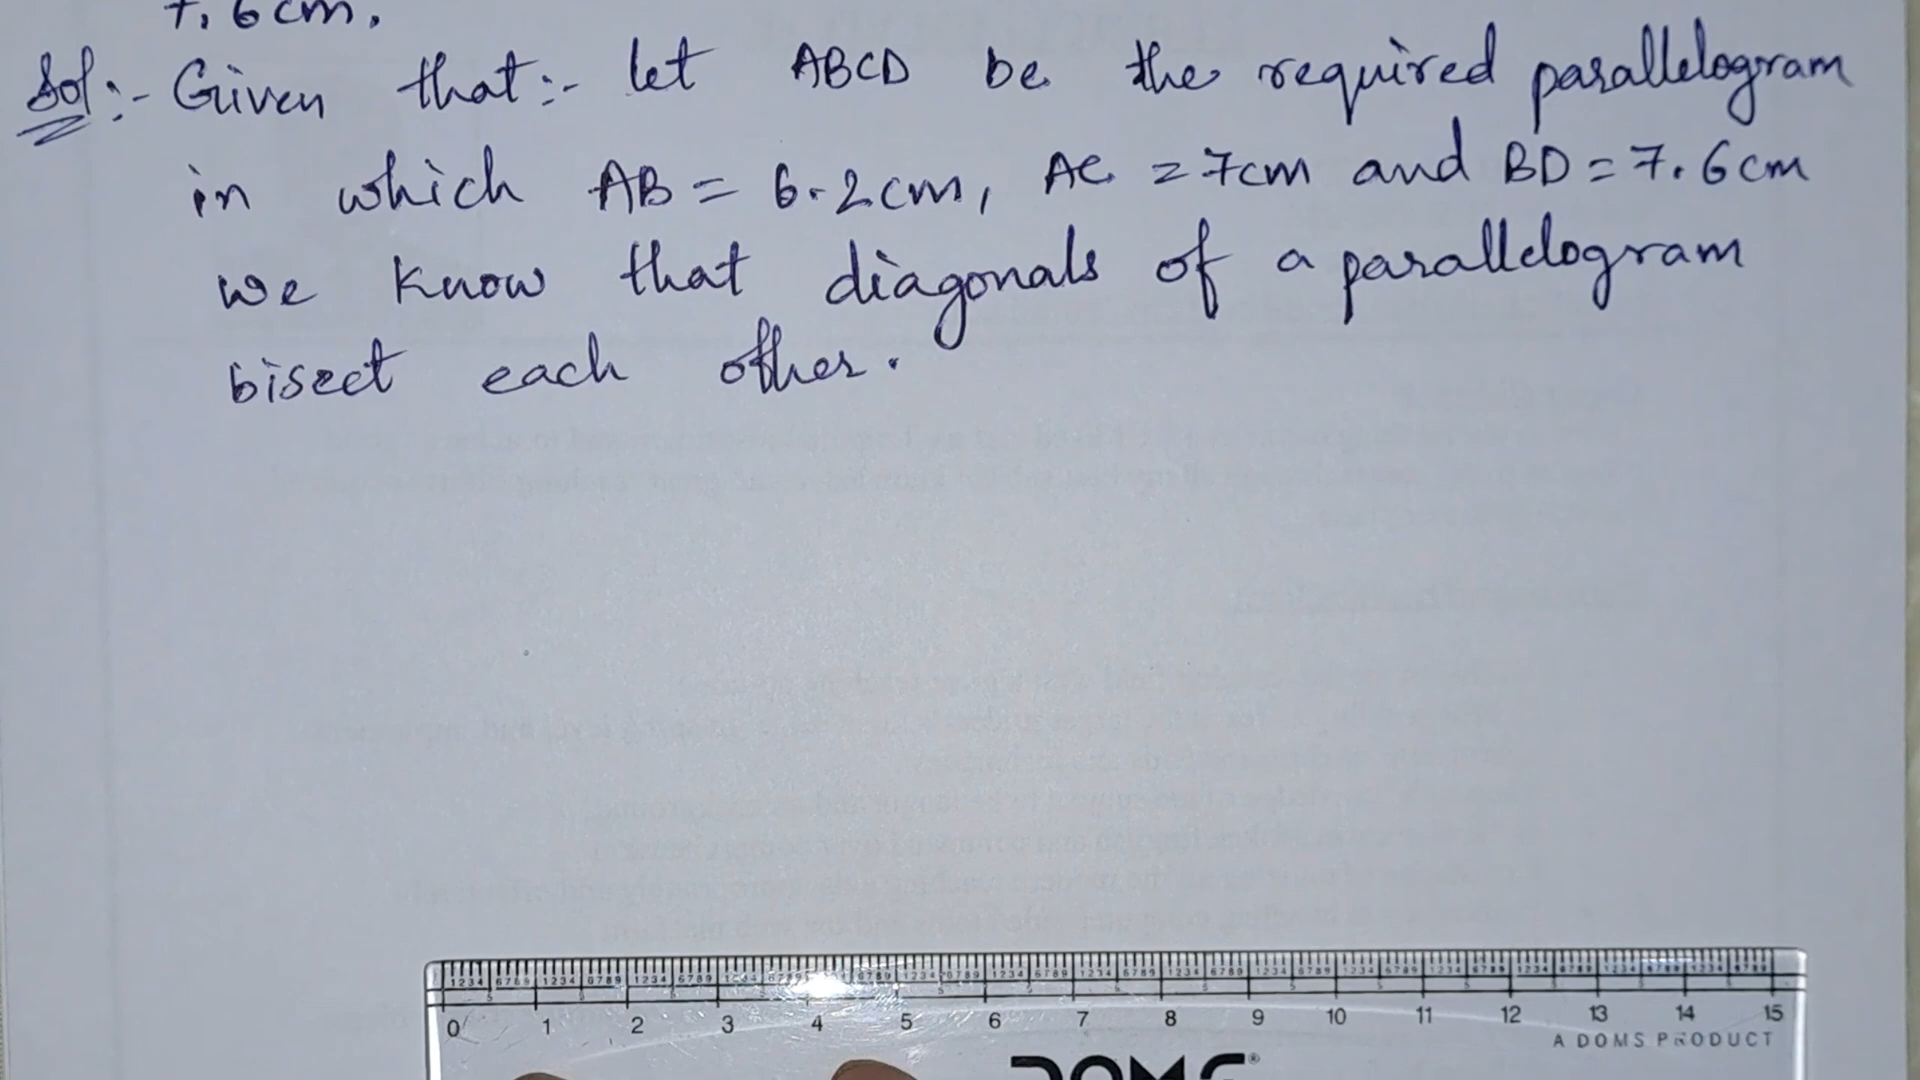 7.6cm.
Sol:- Given that:- let ABCD be the required parallelogram
in which AB = 6.2cm, AC = 7cm and BD = 7.6cm
we know that diagonals of a parallelogram
bisect each other.
0 1 2 3 4 5 6 7 8 9 10 11 12 13 14 15
A DOMS PRODUCT
DOMS®